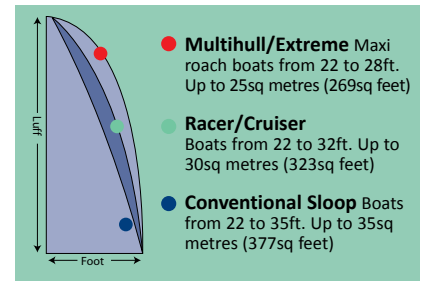 Luff
Foot
Multihull/Extreme Maxi
roach boats from 22 to 28ft.
Up to 25sq metres (269sq feet)
Racer/Cruiser
Boats from 22 to 32ft. Up to
30sq metres (323sq feet)
Conventional Sloop Boats
from 22 to 35ft. Up to 35sq
metres (377sq feet)